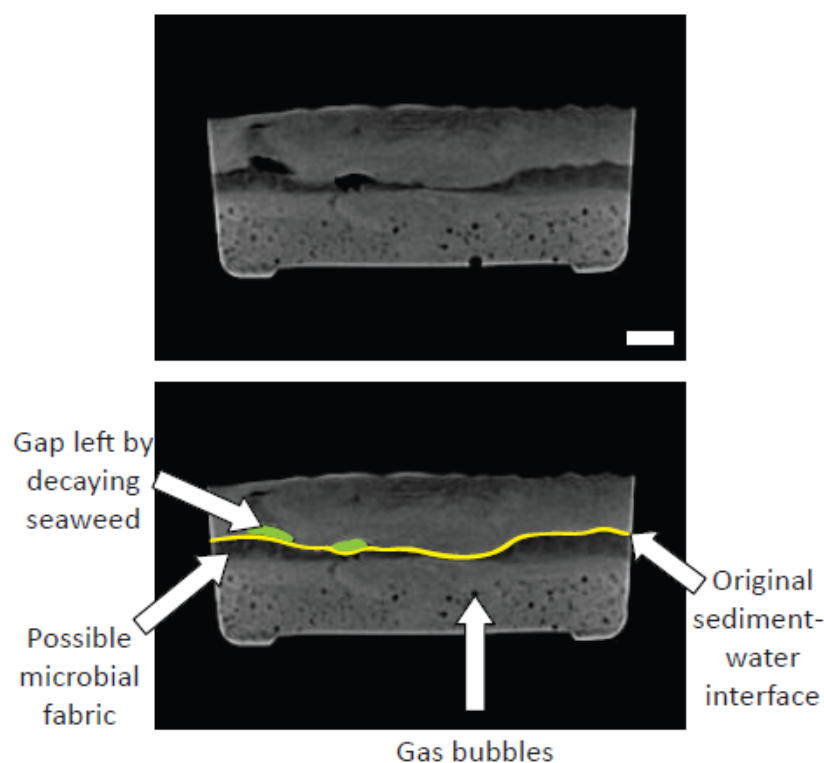 Gap left by
decaying
seaweed
Possible
microbial
fabric
Gas bubbles
Original
sediment-
water
interface